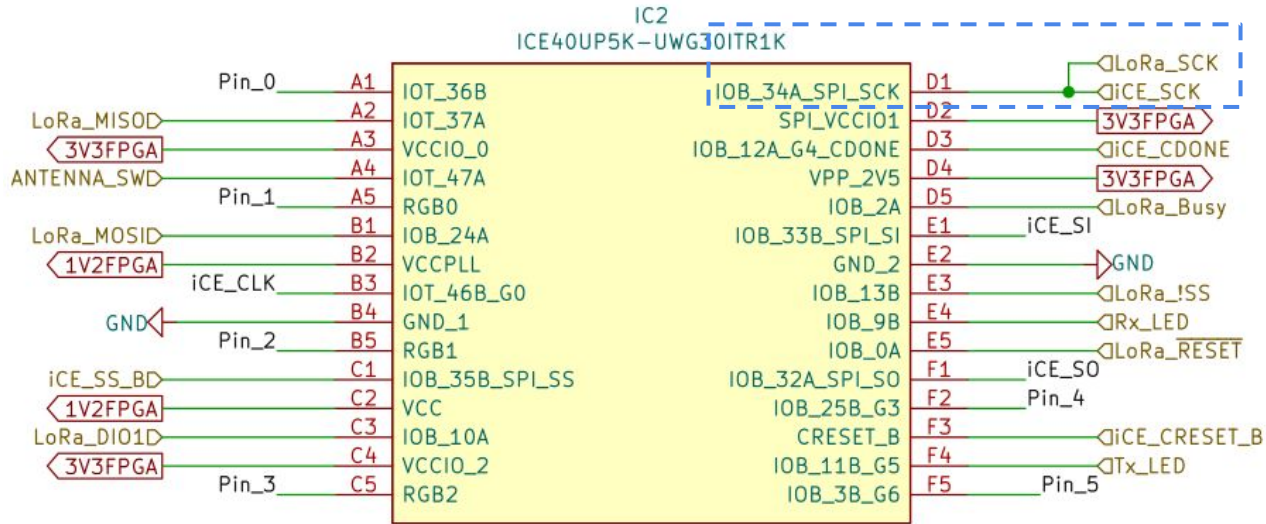 IC2
ICE40UP5K-UWG30ITR1K
Pin_0 A1 IOT_36B
LoRa_MISO A2 IOT_37A
3V3FPGA A3 VCCIO_0
ANTENNA_SW A4 IOT_47A
Pin_1 A5 RGB0
LoRa_MOSI B1 IOB_24A
1V2FPGA B2 VCCPLL
iCE_CLK B3 IOT_46B_G0
GND B4 GND_1
Pin_2 B5 RGB1
iCE_SS_B C1 IOB_35B_SPI_SS
1V2FPGA C2 VCC
LoRa_DIO1 C3 IOB_10A
3V3FPGA C4 VCCIO_2
Pin_3 C5 RGB2
LoRa_SCK
IOB_34A_SPI_SCK D1 iCE_SCK
SPI_VCCIO1 D2 3V3FPGA
IOB_12A_G4_CDONE D3 iCE_CDONE
VPP_2V5 D4 3V3FPGA
IOB_2A D5 LoRa_Busy
IOB_33B_SPI_SI E1 iCE_SI
GND_2 E2 GND
IOB_13B E3 LoRa_!SS
IOB_9B E4 Rx_LED
IOB_0A E5 LoRa_RESET
IOB_32A_SPI_SO F1 iCE_SO
IOB_25B_G3 F2 Pin_4
CRESET_B F3 iCE_CRESET_B
IOB_11B_G5 F4 Tx_LED
IOB_3B_G6 F5 Pin_5